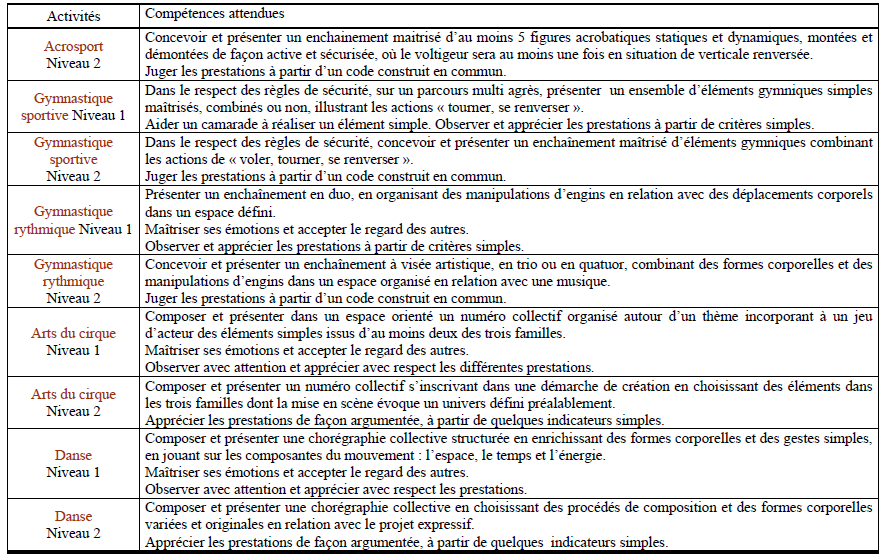 Activités
Compétences attendues
Acrosport
Niveau 2
Concevoir et présenter un enchainement maitrisé d’au moins 5 figures acrobatiques statiques et dynamiques, montées et
démontées de façon active et sécurisée, où le voltigeur sera au moins une fois en situation de verticale renversée.
Juger les prestations à partir d’un code construit en commun.
Gymnastique
sportive Niveau 1
Dans le respect des règles de sécurité, sur un parcours multi agrès, présenter un ensemble d’éléments gymniques simples
maîtrisés, combinés ou non, illustrant les actions « tourner, se renverser ».
Aider un camarade à réaliser un élément simple. Observer et apprécier les prestations à partir de critères simples.
Gymnastique
sportive
Niveau 2
Dans le respect des règles de sécurité, concevoir et présenter un enchaînement maîtrisé d’éléments gymniques combinant
les actions de « voler, tourner, se renverser ».
Juger les prestations à partir d’un code construit en commun.
Gymnastique
rythmique Niveau 1
Présenter un enchaînement en duo, en organisant des manipulations d’engins en relation avec des déplacements corporels
dans un espace défini.
Maîtriser ses émotions et accepter le regard des autres.
Observer et apprécier les prestations à partir de critères simples.
Gymnastique
rythmique
Niveau 2
Concevoir et présenter un enchaînement à visée artistique, en trio ou en quatuor, combinant des formes corporelles et des
manipulations d’engins dans un espace organisé en relation avec une musique.
Juger les prestations à partir d’un code construit en commun.
Arts du cirque
Niveau 1
Composer et présenter dans un espace orienté un numéro collectif organisé autour d’un thème incorporant à un jeu
d’acteur des éléments simples issus d’au moins deux des trois familles.
Maîtriser ses émotions et accepter le regard des autres.
Observer avec attention et apprécier avec respect les différentes prestations.
Arts du cirque
Niveau 2
Composer et présenter un numéro collectif s’inscrivant dans une démarche de création en choisissant des éléments dans
les trois familles dont la mise en scène évoque un univers défini préalablement.
Apprécier les prestations de façon argumentée, à partir de quelques indicateurs simples.
Danse
Niveau 1
Composer et présenter une chorégraphie collective structurée en enrichissant des formes corporelles et des gestes simples,
en jouant sur les composantes du mouvement : l’espace, le temps et l’énergie.
Maîtriser ses émotions et accepter le regard des autres.
Observer avec attention et apprécier avec respect les prestations.
Danse
Niveau 2
Composer et présenter une chorégraphie collective en choisissant des procédés de composition et des formes corporelles
variées et originales en relation avec le projet expressif.
Apprécier les prestations de façon argumentée, à partir de quelques indicateurs simples.